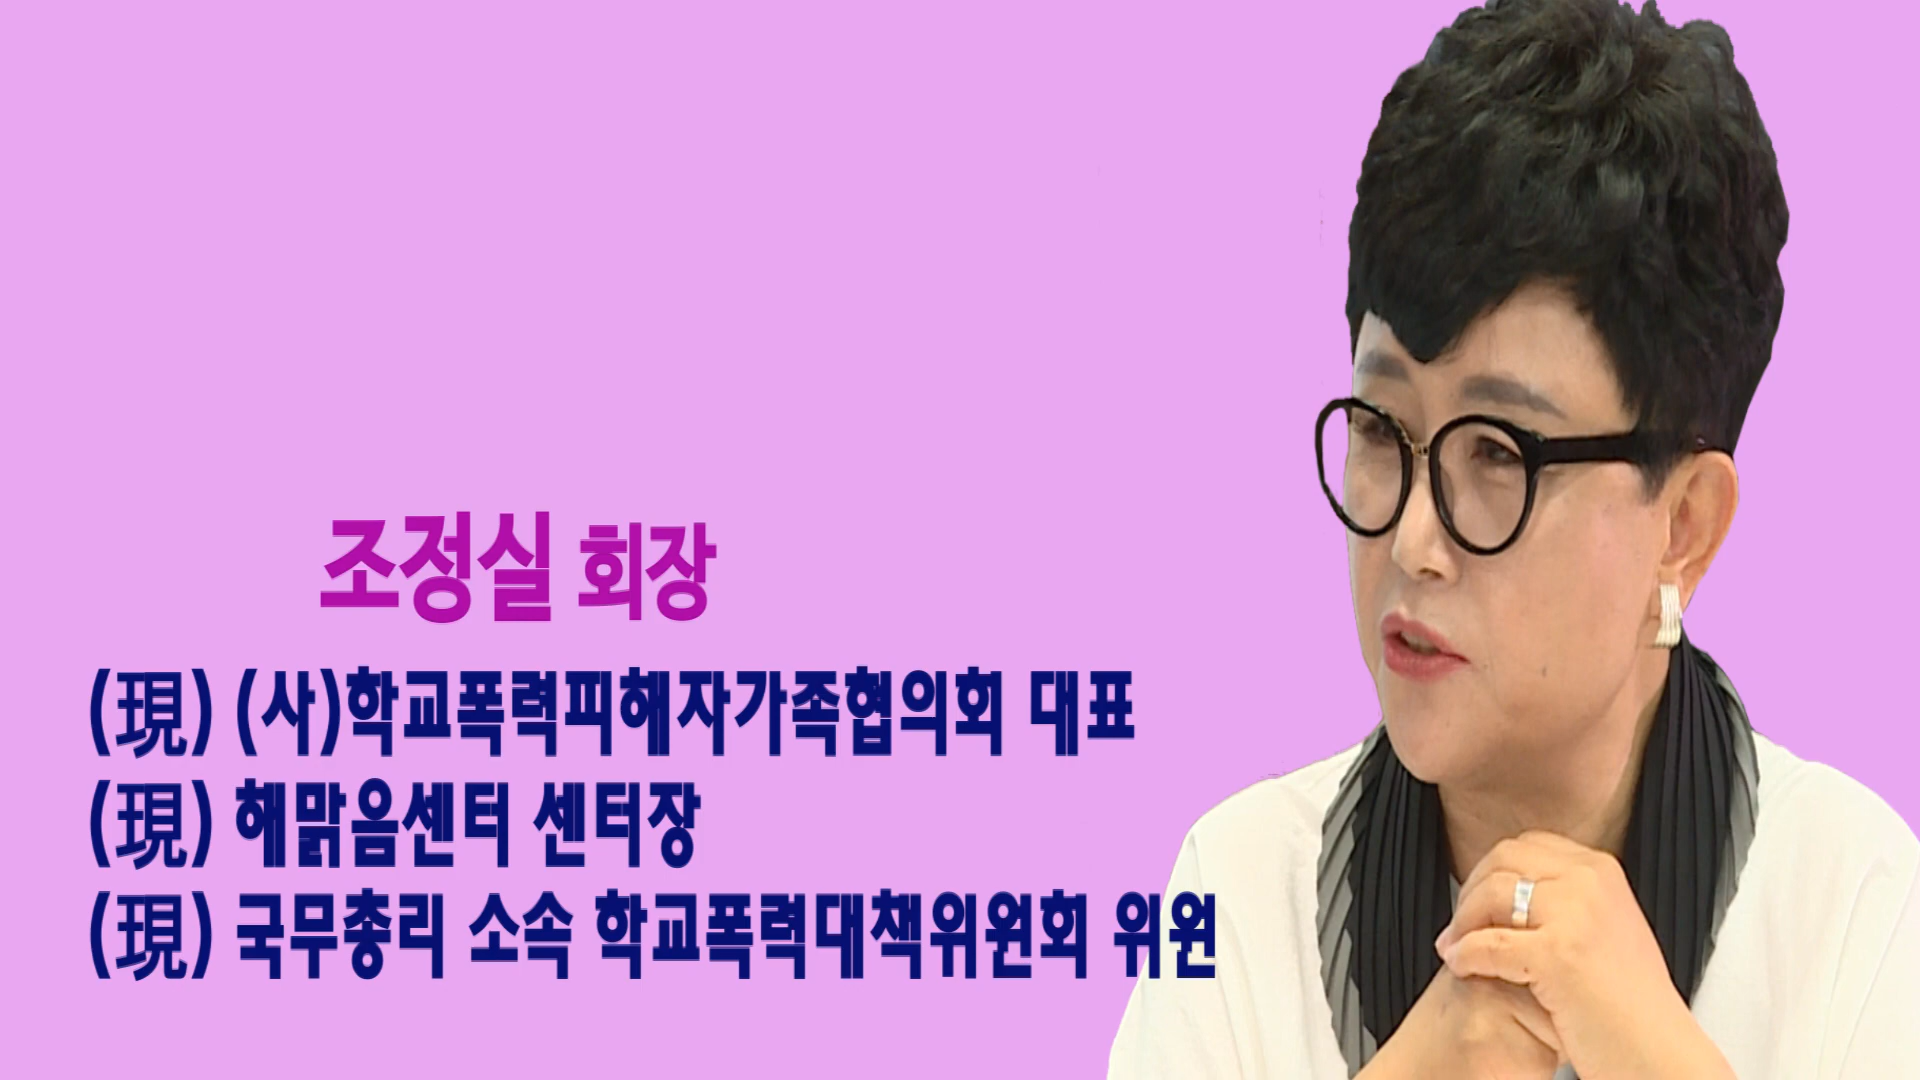 조정실 회장
(現) (사)학교폭력피해자가족협의회 대표
(現) 해맑음센터 센터장
(現) 국무총리 소속 학교폭력대책위원회 위원